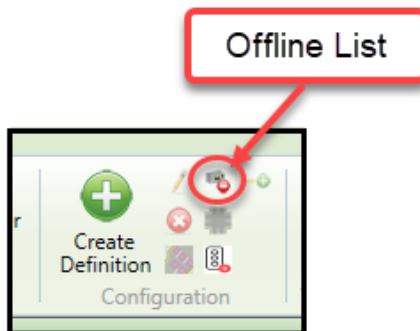 Offline List
r
Create
Definition
Configuration